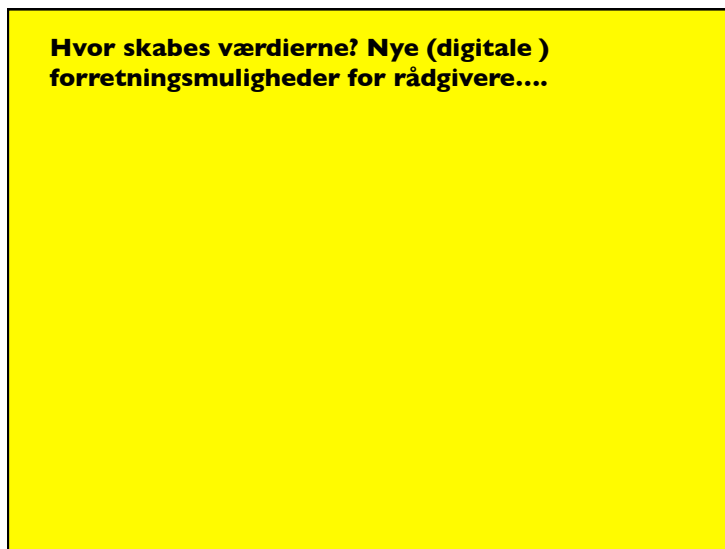 Hvor skabes værdierne? Nye (digitale )
forretningsmuligheder for rådgivere....